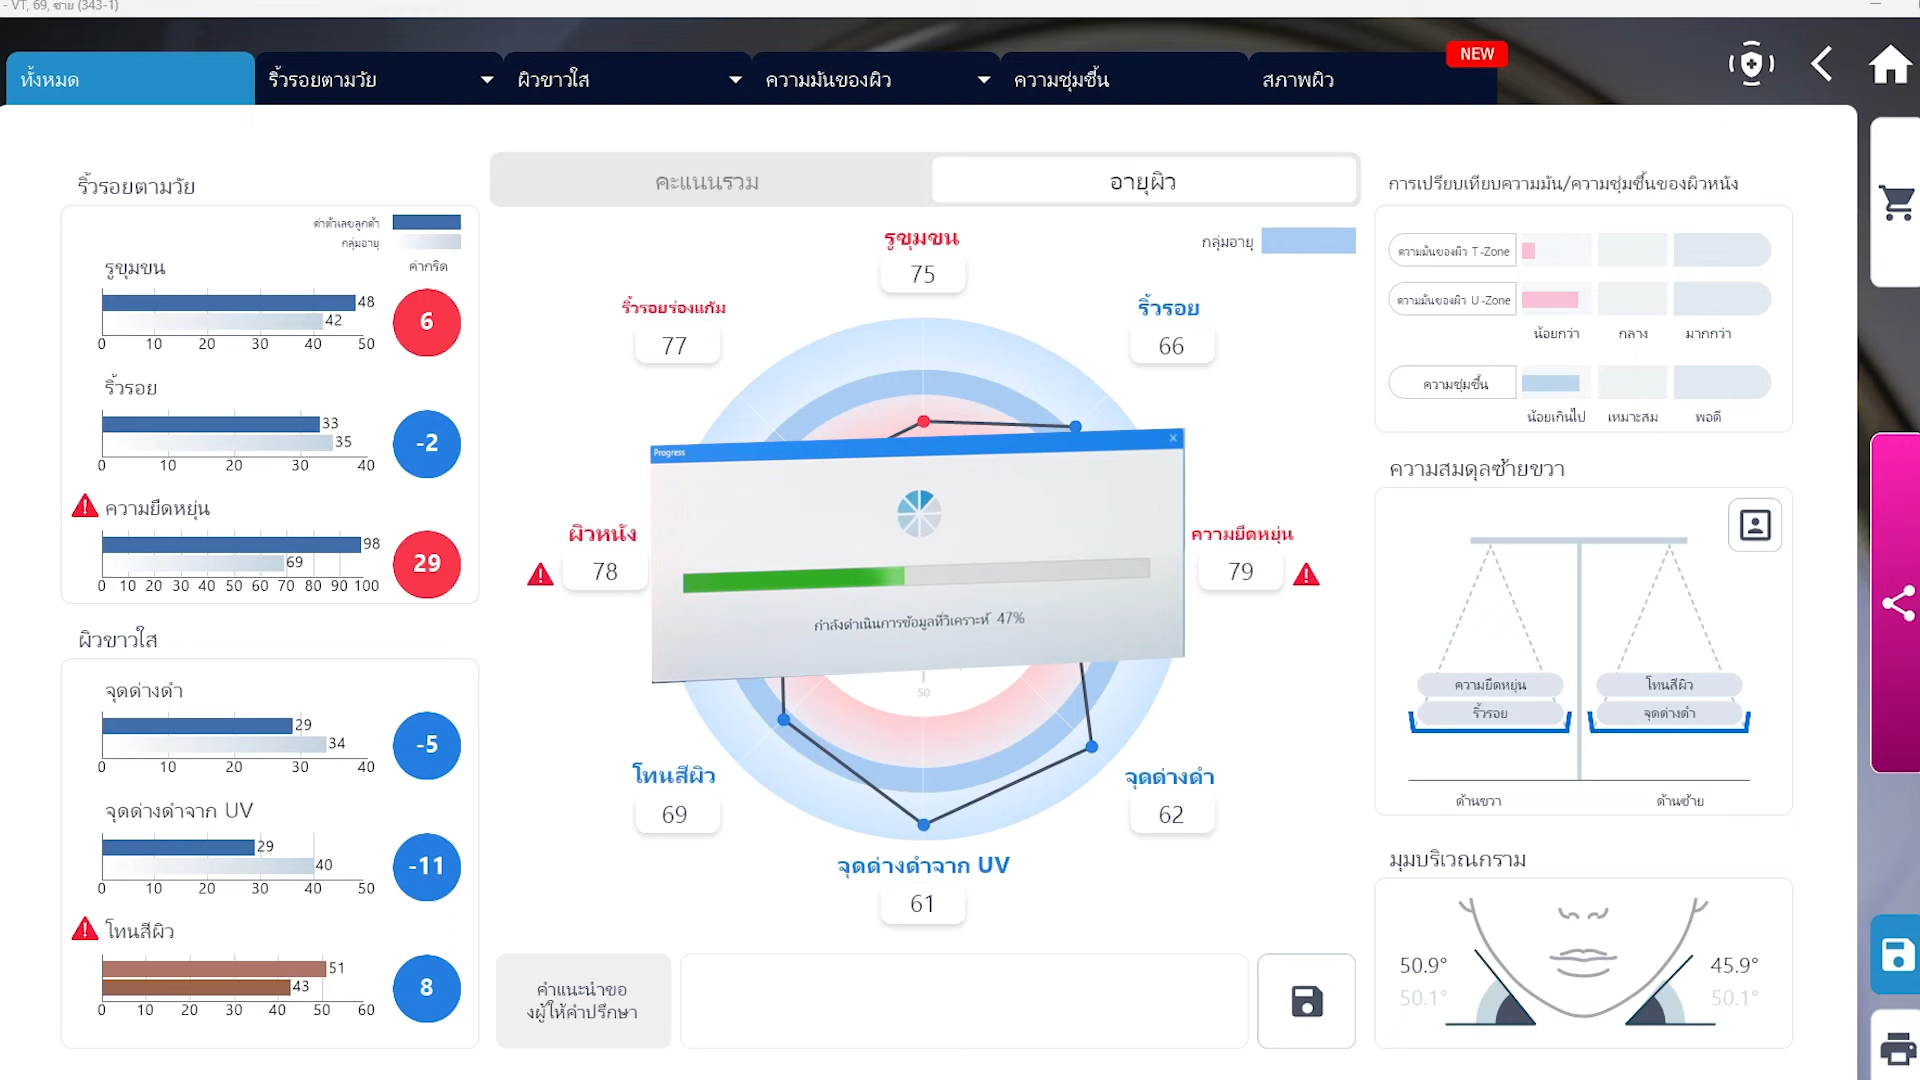 - VT, 69, ชาย (343-1)
NEW
ทั้งหมด
ริ้วรอยตามวัย
ผิวขาวใส
ความมันของผิว
ความชุ่มชื้น
สภาพผิว
ริ้วรอยตามวัย
ค่าตัวเลขลูกค้า
กลุ่มอายุ
ค่ากริด
รูขุมขน
48
42
0 10 20 30 40 50
6
ริ้วรอย
33
35
0 10 20 30 40
-2
ความยืดหยุ่น
98
69
0 10 20 30 40 50 60 70 80 90 100
29
ผิวขาวใส
จุดด่างดำ
29
34
0 10 20 30 40
-5
จุดด่างดำจาก UV
29
40
0 10 20 30 40 50
-11
โทนสีผิว
51
43
0 10 20 30 40 50 60
8
คะแนนรวม
อายุผิว
กลุ่มอายุ
รูขุมขน
75
ริ้วรอยร่องแก้ม
77
ริ้วรอย
66
ผิวหนัง
78
ความยืดหยุ่น
79
Progress
กำลังดำเนินการข้อมูลที่วิเคราะห์ 47%
50
โทนสีผิว
69
จุดด่างดำ
62
จุดด่างดำจาก UV
61
คำแนะนำขอ
งผู้ให้คำปรึกษา
การเปรียบเทียบความมัน/ความชุ่มชื้นของผิวหนัง
ความมันของผิว T-Zone
ความมันของผิว U-Zone
น้อยกว่า
กลาง
มากกว่า
ความชุ่มชื้น
น้อยเกินไป
เหมาะสม
พอดี
ความสมดุลซ้ายขวา
ความยืดหยุ่น
ริ้วรอย
โทนสีผิว
จุดด่างดำ
ด้านขวา
ด้านซ้าย
มุมบริเวณกราม
50.9°
50.1°
45.9°
50.1°